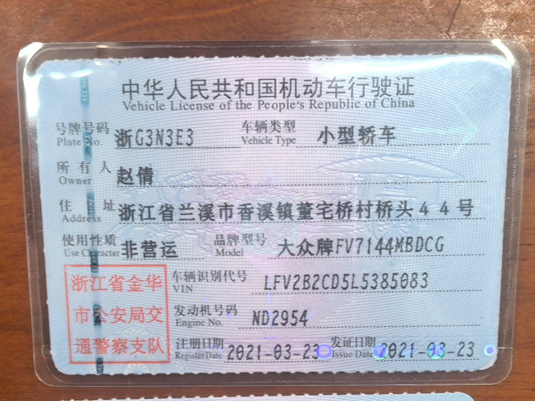 中华人民共和国机动车行驶证
Vehicle License of the People's Republic of China
号牌号码 浙G3N3E3 车辆类型 小型轿车
Plate No. Vehicle Type
所有人 赵倩
Owner
住址 浙江省兰溪市香溪镇董宅桥村桥头44号
Address
使用性质 非营运 品牌型号 大众牌FV7144MBDCG
Use Character Model
浙江省金华
市公安局交
通警察支队
车辆识别代号 LFV2B2CD5L5385083
VIN
发动机号码 ND2954
Engine No.
注册日期 2021-03-23 发证日期 2021-03-23
Register Date Issue Date